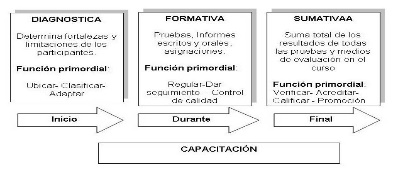 DIAGNOSTICA
Determina fortalezas y
limitaciones de los
participantes.
Función primordial:
Ubicar- Clasificar-
Adaptar
FORMATIVA
Pruebas, Informes
escritos y orales,
asignaciones.
Función primordial:
Regular-Dar
seguimiento Control
de calidad
SUMATIVAA
Suma total de los
resultados de todas
las pruebas y medios
de evaluación en el
curso
Función primordial:
Verificar- Acreditar-
Calificar - Promoción
Inicio
Durante
Final
CAPACITACIÓN